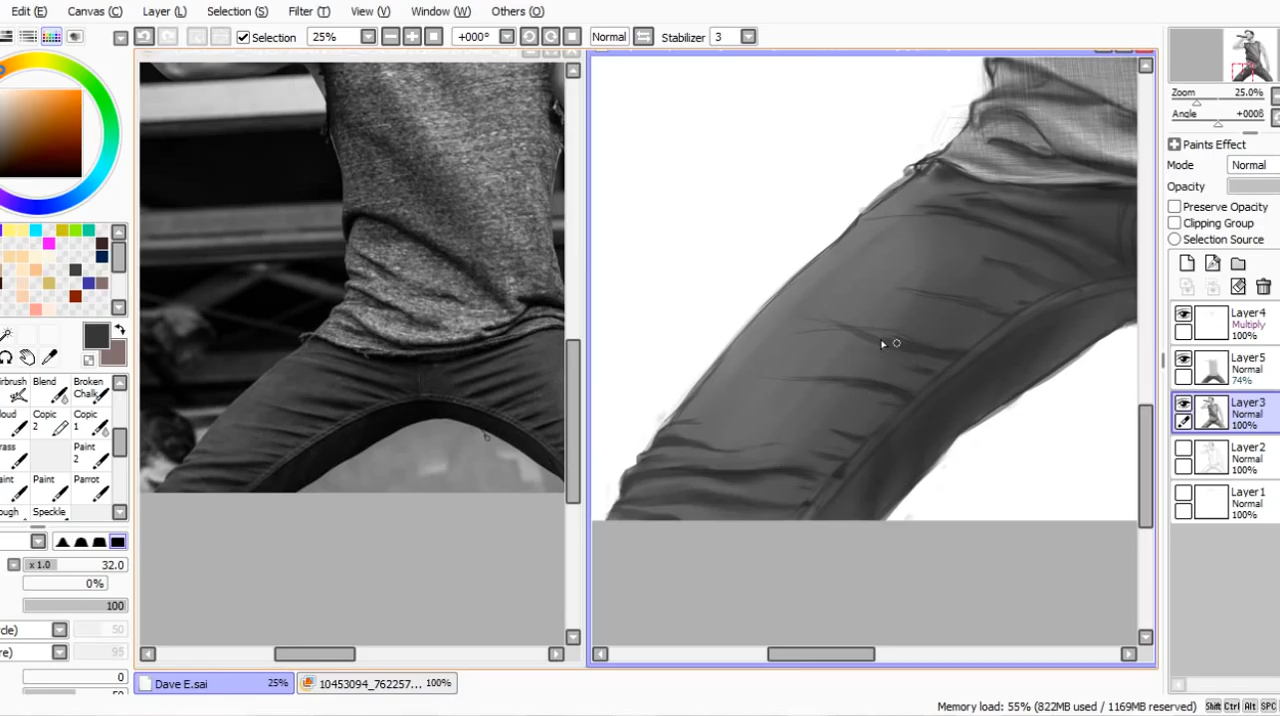 Edit (E) Canvas (C) Layer (L) Selection (S) Filter (T) View (V) Window (W) Others (O)
Selection 25% +000° Normal Stabilizer 3
Zoom 25.0%
Angle
Paints Effect
Mode Normal
Opacity
Preserve Opacity
Clipping Group
Selection Source
Layer4
Multiply
100%
Layer5
Normal
74%
Layer3
Normal
100%
Layer2
Normal
100%
Layer1
Normal
100%
Blend Broken
Chalk
Copic Copic
2 1
Paint
2
Paint Paint Parrot
Speckle
x 1.0 32.0
0%
100
50
95
0
50
Dave E.sai 25% 10453094_762257... 100%
Memory load: 55% (822MB used / 1169MB reserved) Shift Ctrl Alt SPC